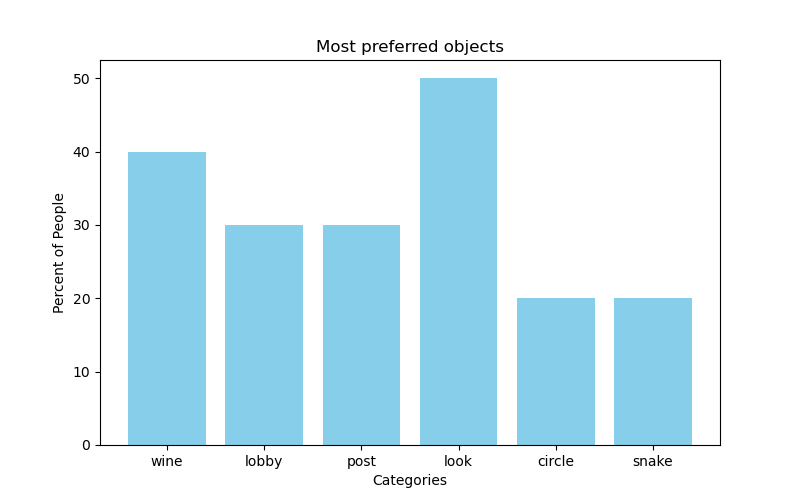 Most preferred objects
Percent of People
50
40
30
20
10
0
wine lobby post look circle snake
Categories